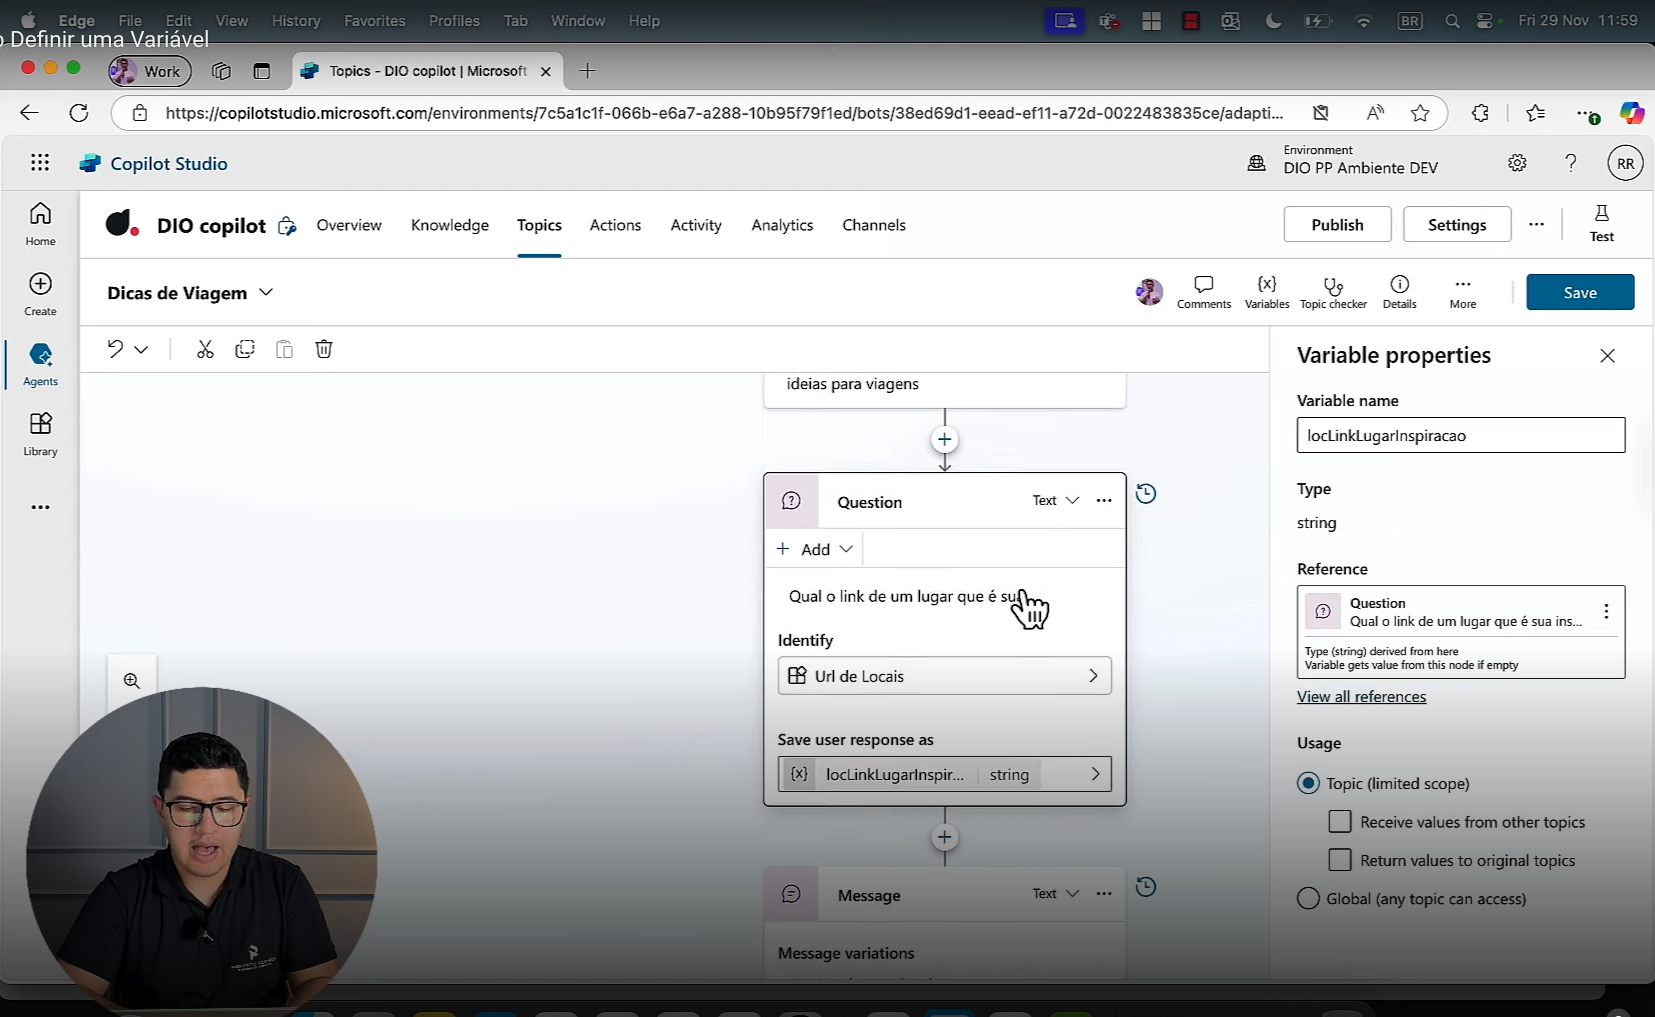 Edge File Edit View History Favorites Profiles Tab Window Help BR Fri 29 Nov 11:59
o Definir uma Variável
Work Topics - DIO copilot | Microsoft
https://copilotstudio.microsoft.com/environments/7c5a1c1f-066b-e6a7-a288-10b95f79f1ed/bots/38ed69d1-eead-ef11-a72d-0022483835ce/adapti...
Copilot Studio
Environment
DIO PP Ambiente DEV
RR
Home
Create
Agents
Library
DIO copilot Overview Knowledge Topics Actions Activity Analytics Channels Publish Settings Test
Dicas de Viagem Comments Variables Topic checker Details More Save
ideias para viagens
Question Text
Add
Qual o link de um lugar que é su
Identify
Url de Locais
Save user response as
{x} locLinkLugarInspir... string
Message Text
Message variations
Variable properties
Variable name
locLinkLugarInspiracao
Type
string
Reference
Question
Qual o link de um lugar que é sua ins...
Type (string) derived from here
Variable gets value from this node if empty
View all references
Usage
Topic (limited scope)
Receive values from other topics
Return values to original topics
Global (any topic can access)